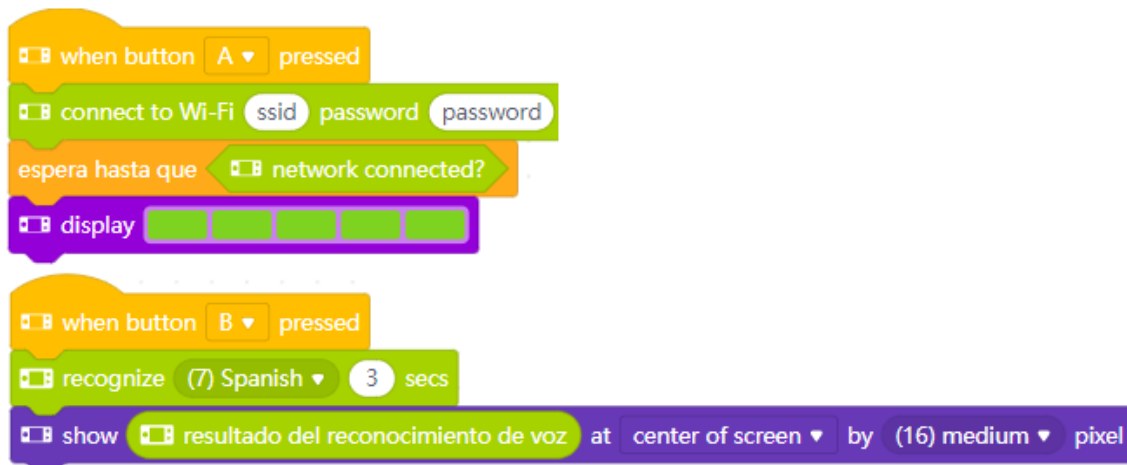 when button A pressed
connect to Wi-Fi ssid password password
espera hasta que network connected?
display
when button B pressed
recognize (7) Spanish 3 secs
show resultado del reconocimiento de voz at center of screen by (16) medium pixel